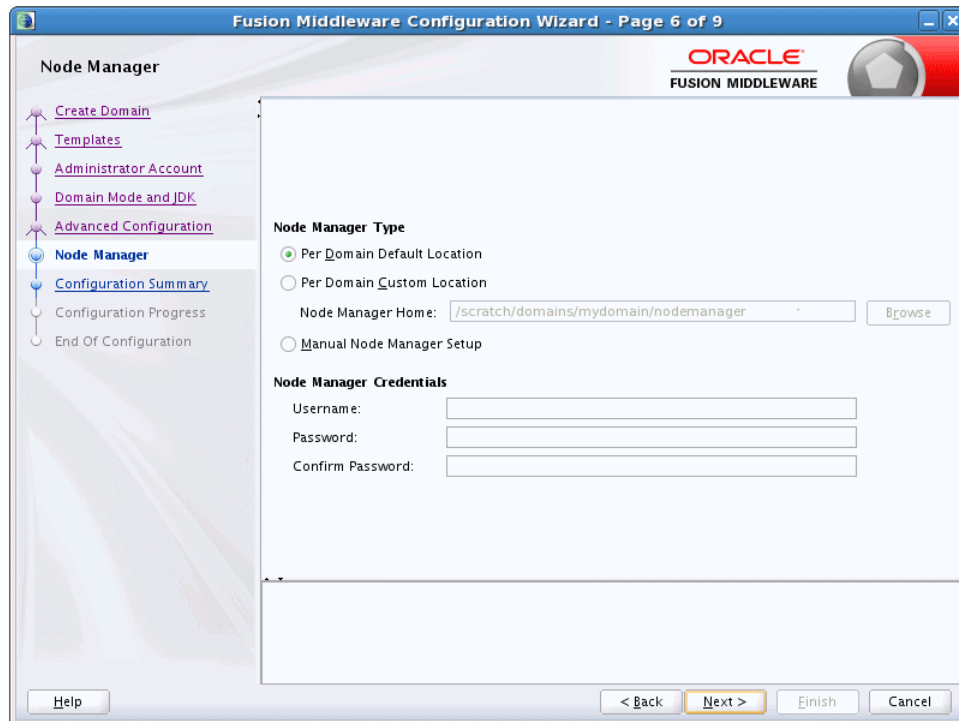 Fusion Middleware Configuration Wizard - Page 6 of 9
Node Manager
ORACLE
FUSION MIDDLEWARE
Create Domain
Templates
Administrator Account
Domain Mode and JDK
Advanced Configuration
Node Manager
Configuration Summary
Configuration Progress
End Of Configuration
Node Manager Type
Per Domain Default Location
Per Domain Custom Location
Node Manager Home: /scratch/domains/mydomain/nodemanager Browse
Manual Node Manager Setup
Node Manager Credentials
Username:
Password:
Confirm Password:
Help < Back Next > Finish Cancel